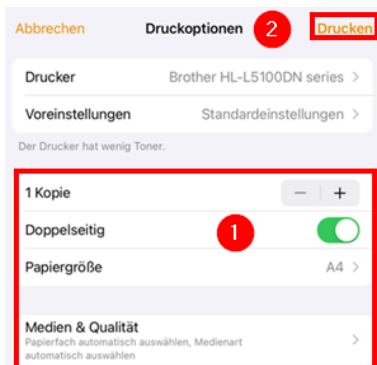 Abbrechen Druckoptionen 2 Drucken
Drucker Brother HL-L5100DN series >
Voreinstellungen Standardeinstellungen >
Der Drucker hat wenig Toner.
1 Kopie − +
Doppelseitig 1
Papiergröße A4 >
Medien & Qualität
Papierfach automatisch auswählen, Medienart >
automatisch auswählen